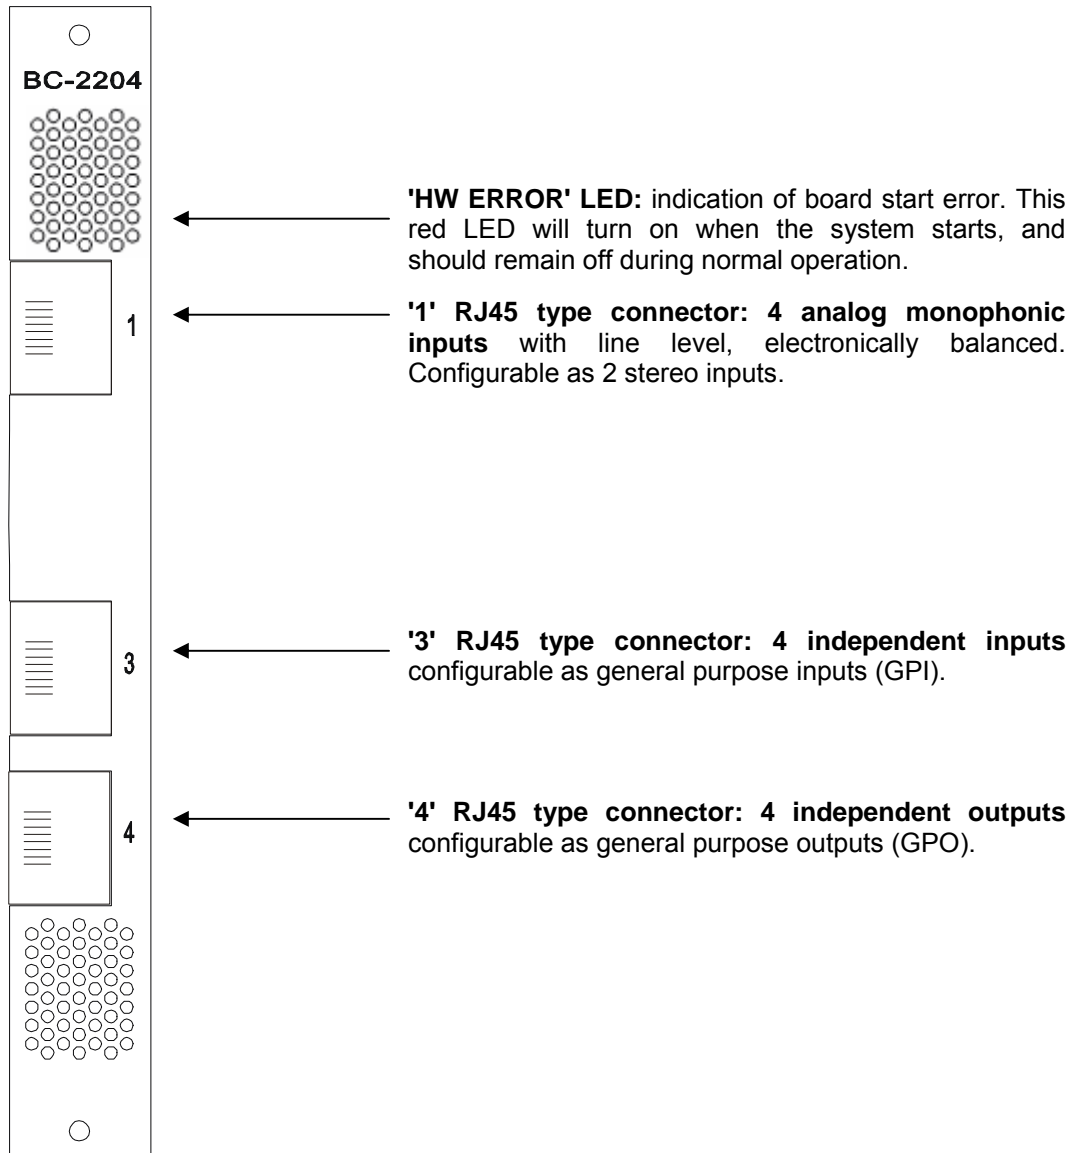 BC-2204
'HW ERROR' LED: indication of board start error. This
red LED will turn on when the system starts, and
should remain off during normal operation.
1
'1' RJ45 type connector: 4 analog monophonic
inputs with line level, electronically balanced.
Configurable as 2 stereo inputs.
3
'3' RJ45 type connector: 4 independent inputs
configurable as general purpose inputs (GPI).
4
'4' RJ45 type connector: 4 independent outputs
configurable as general purpose outputs (GPO).